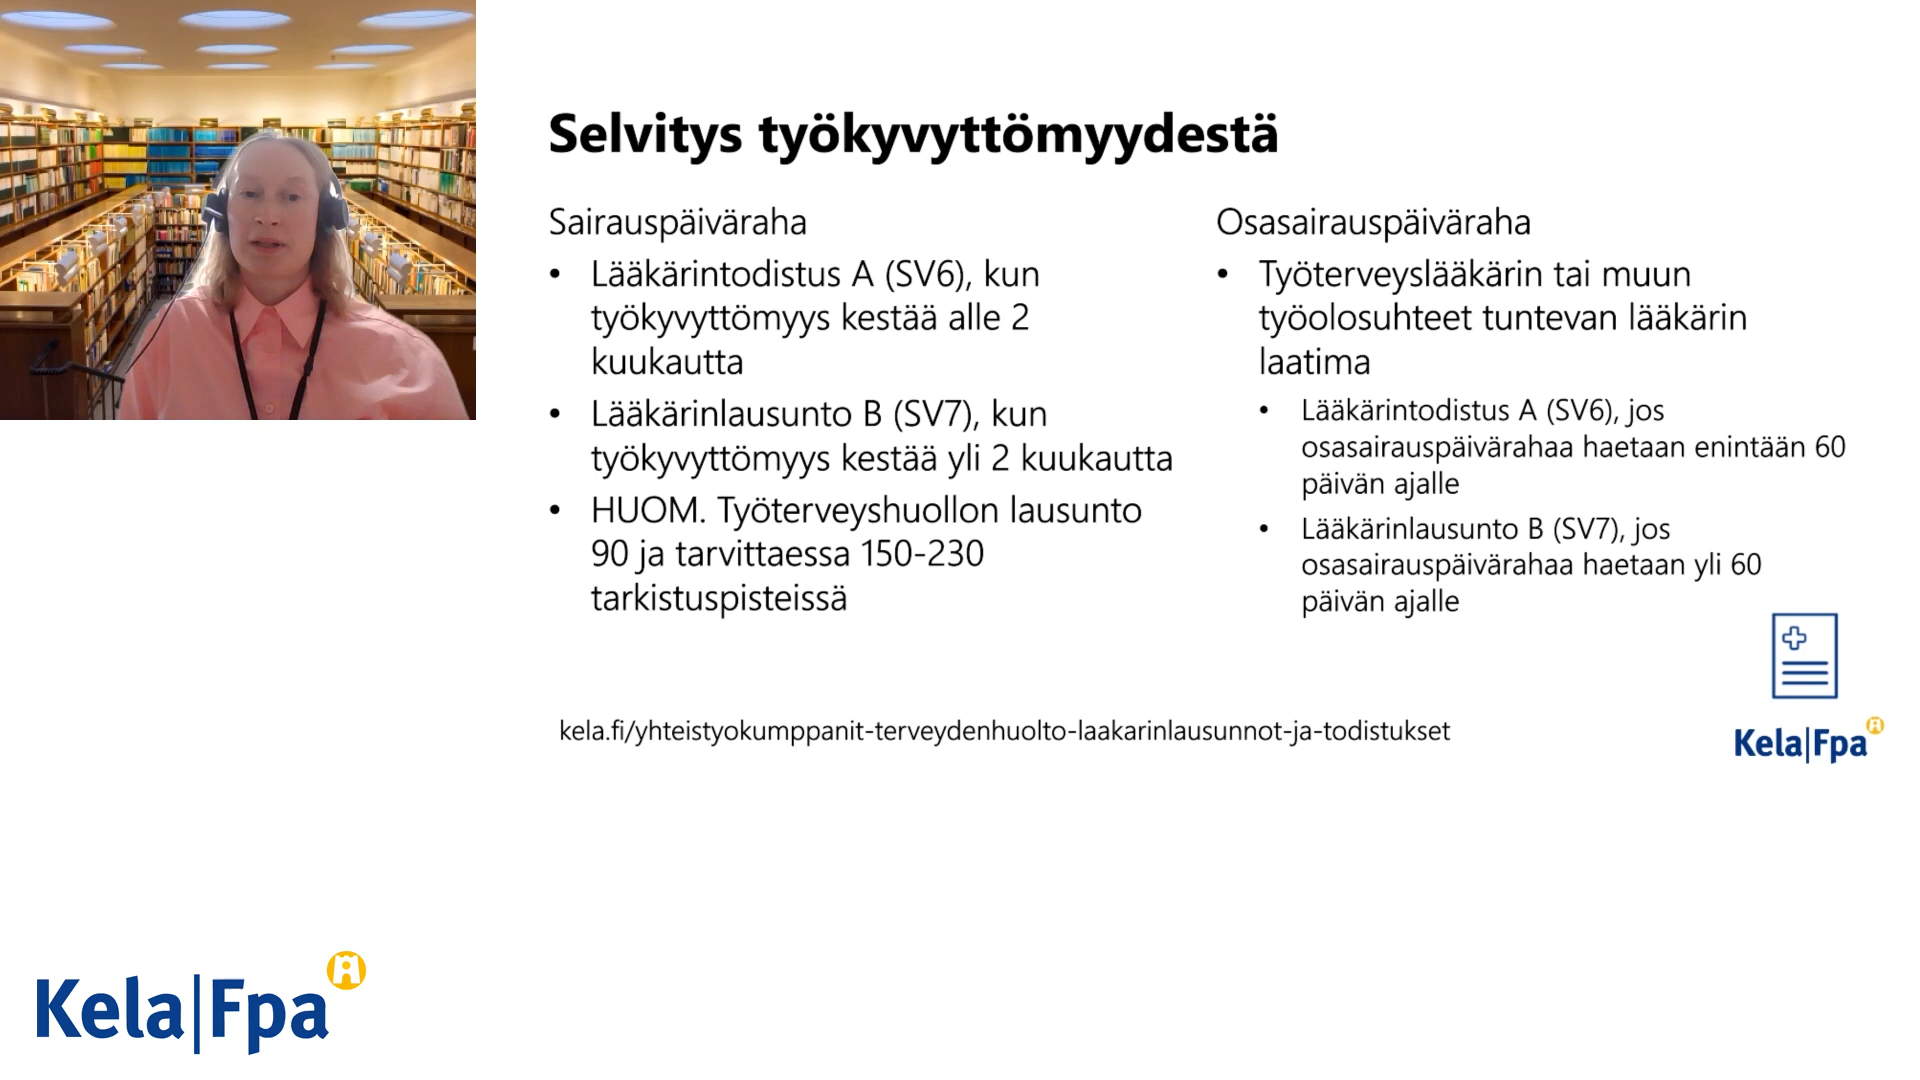 Selvitys työkyvyttömyydestä
Sairauspäiväraha
• Lääkärintodistus A (SV6), kun
työkyvyttömyys kestää alle 2
kuukautta
• Lääkärinlausunto B (SV7), kun
työkyvyttömyys kestää yli 2 kuukautta
• HUOM. Työterveyshuollon lausunto
90 ja tarvittaessa 150-230
tarkistuspisteissä
Osasairauspäiväraha
• Työterveyslääkärin tai muun
työolosuhteet tuntevan lääkärin
laatima
• Lääkärintodistus A (SV6), jos
osasairauspäivärahaa haetaan enintään 60
päivän ajalle
• Lääkärinlausunto B (SV7), jos
osasairauspäivärahaa haetaan yli 60
päivän ajalle
kela.fi/yhteistyokumppanit-terveydenhuolto-laakarinlausunnot-ja-todistukset
Kela|Fpa
Kela|Fpa